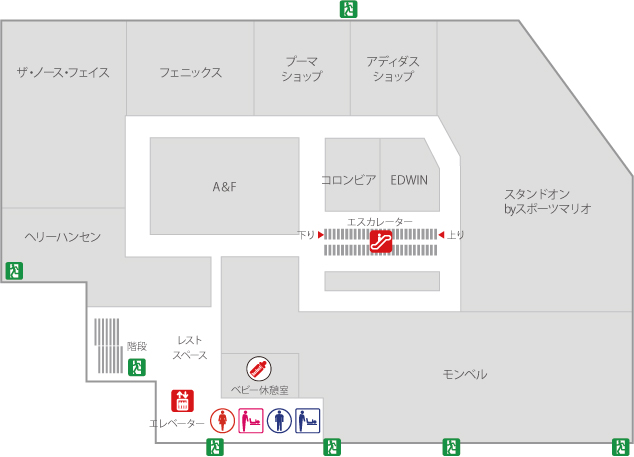 ザ・ノース・フェイス
フェニックス
プーマ
ショップ
アディダス
ショップ
A&F
コロンビア
EDWIN
スタンドオン
byスポーツマリオ
ヘリーハンセン
エスカレーター
下り
上り
階段
レスト
スペース
モンベル
ベビー休憩室
エレベーター